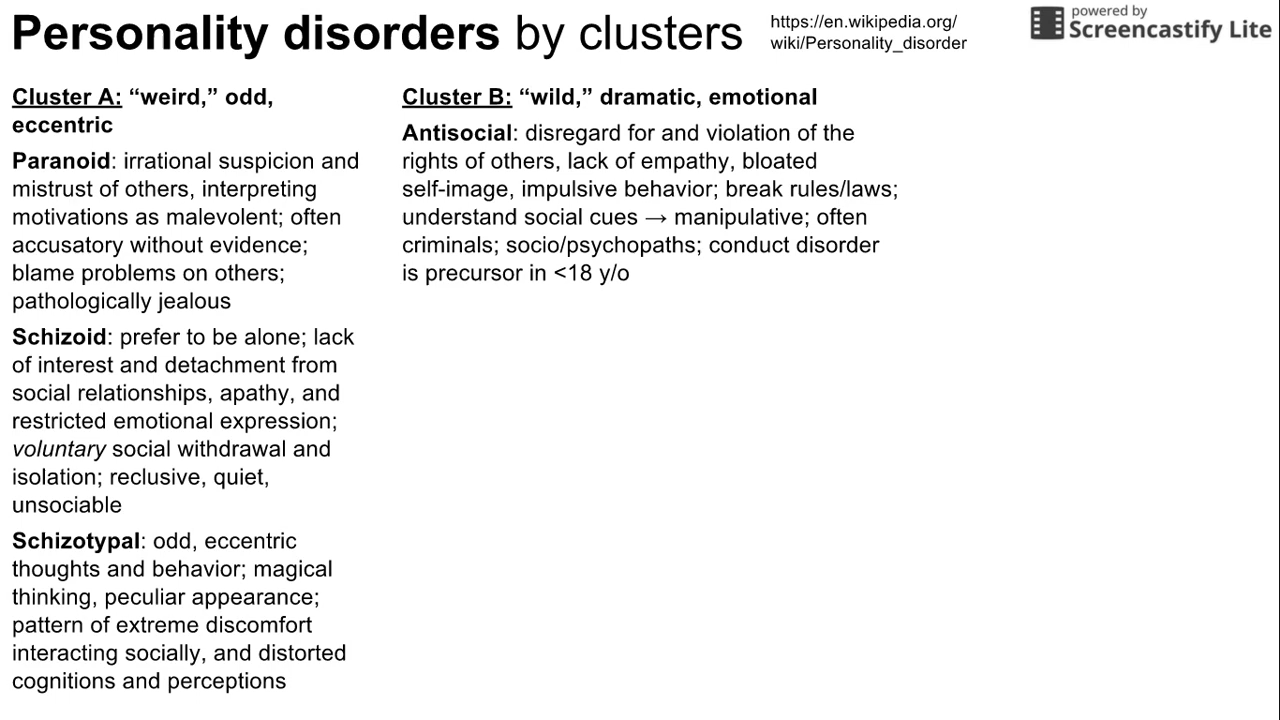 Personality disorders by clusters
https://en.wikipedia.org/
wiki/Personality_disorder
powered by
Screencastify Lite
Cluster A: “weird,” odd,
eccentric
Paranoid: irrational suspicion and
mistrust of others, interpreting
motivations as malevolent; often
accusatory without evidence;
blame problems on others;
pathologically jealous
Schizoid: prefer to be alone; lack
of interest and detachment from
social relationships, apathy, and
restricted emotional expression;
voluntary social withdrawal and
isolation; reclusive, quiet,
unsociable
Schizotypal: odd, eccentric
thoughts and behavior; magical
thinking, peculiar appearance;
pattern of extreme discomfort
interacting socially, and distorted
cognitions and perceptions
Cluster B: “wild,” dramatic, emotional
Antisocial: disregard for and violation of the
rights of others, lack of empathy, bloated
self-image, impulsive behavior; break rules/laws;
understand social cues → manipulative; often
criminals; socio/psychopaths; conduct disorder
is precursor in <18 y/o